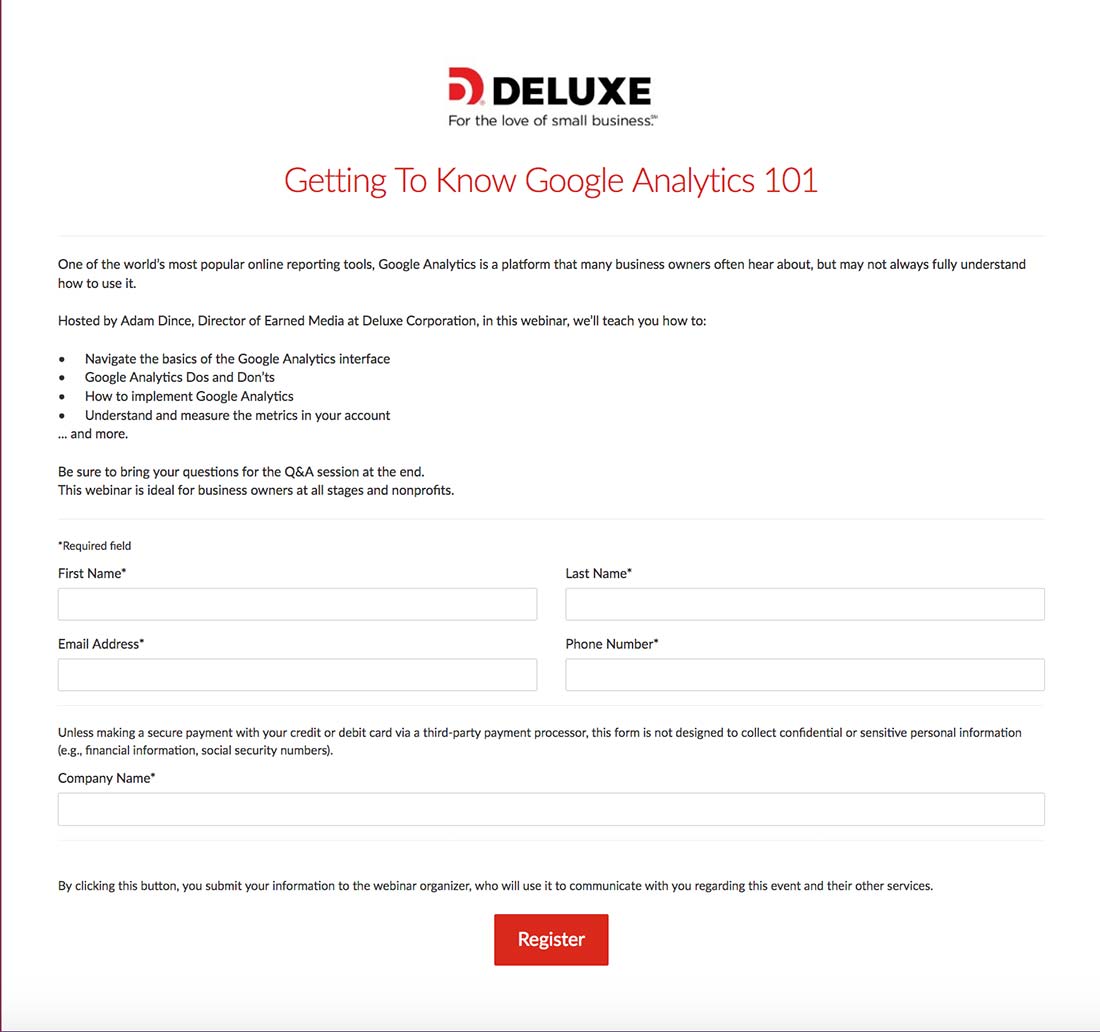 DELUXE
For the love of small business.℠
Getting To Know Google Analytics 101
One of the world's most popular online reporting tools, Google Analytics is a platform that many business owners often hear about, but may not always fully understand
how to use it.
Hosted by Adam Dince, Director of Earned Media at Deluxe Corporation, in this webinar, we'll teach you how to:
• Navigate the basics of the Google Analytics interface
• Google Analytics Dos and Don'ts
• How to implement Google Analytics
• Understand and measure the metrics in your account
... and more.
Be sure to bring your questions for the Q&A session at the end.
This webinar is ideal for business owners at all stages and nonprofits.
*Required field
First Name*
Last Name*
Email Address*
Phone Number*
Unless making a secure payment with your credit or debit card via a third-party payment processor, this form is not designed to collect confidential or sensitive personal information
(e.g., financial information, social security numbers).
Company Name*
By clicking this button, you submit your information to the webinar organizer, who will use it to communicate with you regarding this event and their other services.
Register